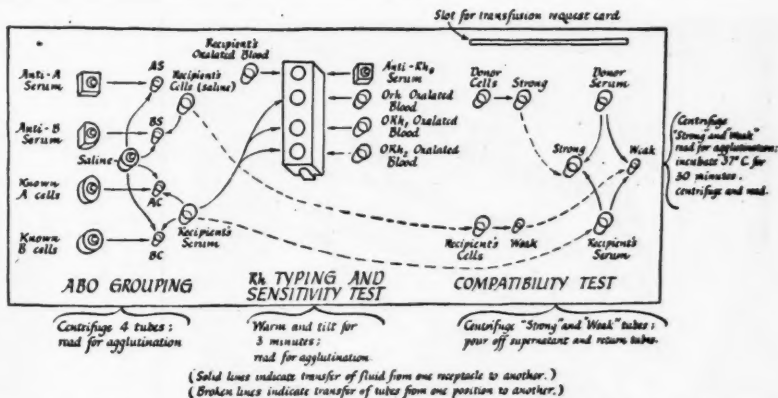 Slot for transfusion request card
Recipient's
Oxalated Blood
Anti-A
Serum
AS
Recipient's
Cells (saline)
Anti-Rh₀
Serum
Donor
Cells
Strong
Donor
Serum
Orh Oxalated
Blood
Anti-B
Serum
BS
ORh₁ Oxalated
Blood
Saline
Strong
Weak
ORh₂ Oxalated
Blood
Known
A cells
AC
Recipient's
Serum
Known
B cells
BC
Recipient's
Cells
Weak
Recipient's
Serum
Centrifuge
"Strong" and "Weak"
read for agglutination;
incubate 37° C for
30 minutes.
centrifuge and read.
ABO GROUPING
Rh TYPING AND
SENSITIVITY TEST
COMPATIBILITY TEST
Centrifuge 4 tubes;
read for agglutination
Warm and tilt for
3 minutes;
read for agglutination.
Centrifuge "Strong" and "Weak" tubes;
pour off supernatant and return tubes.
(Solid lines indicate transfer of fluid from one receptacle to another.)
(Broken lines indicate transfer of tubes from one position to another.)